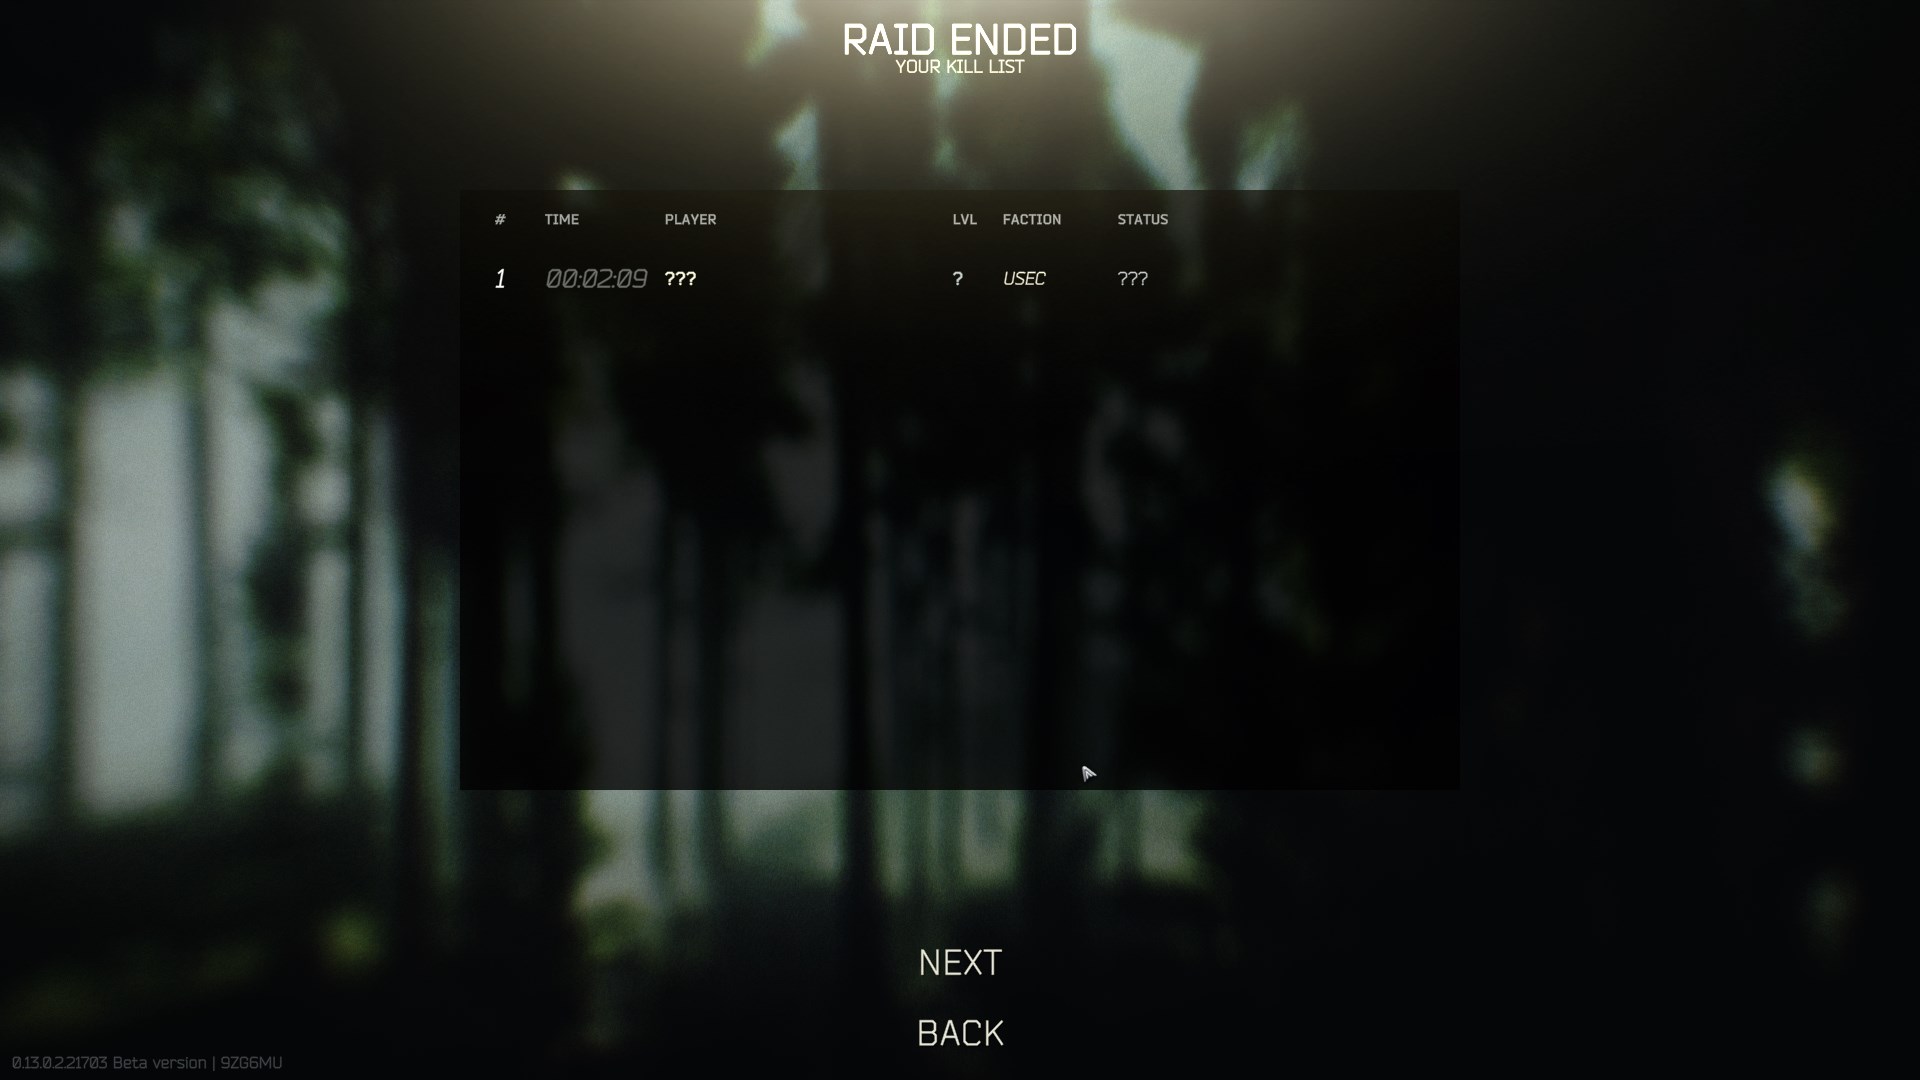 RAID ENDED
YOUR KILL LIST
# TIME PLAYER LVL FACTION STATUS
1 00:02:09 ??? ? USEC ???
NEXT
BACK
0.13.0.2.21703 Beta version | 9ZG6MU